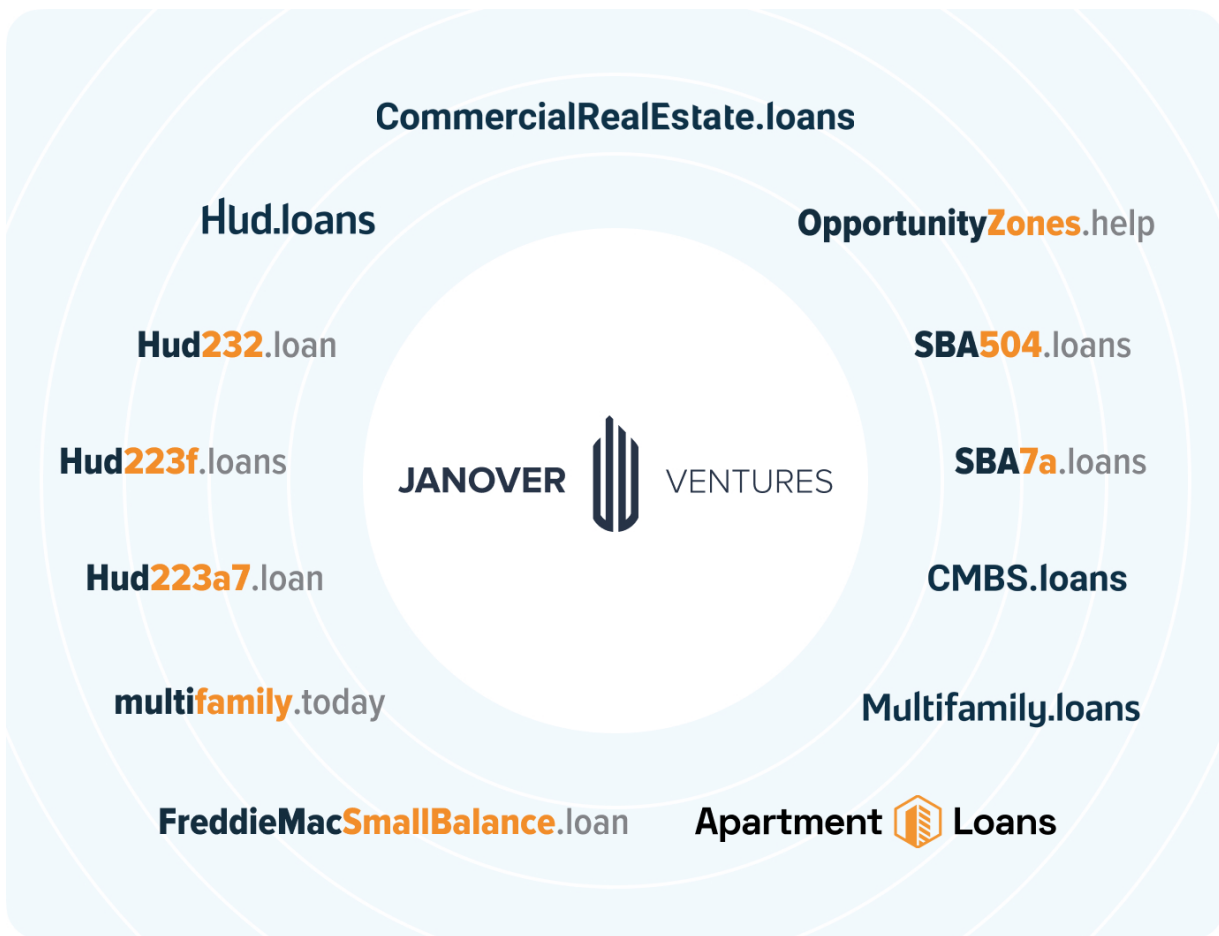 CommercialRealEstate.loans
Hud.loans
OpportunityZones.help
Hud232.loan
SBA504.loans
Hud223f.loans
SBA7a.loans
JANOVER VENTURES
Hud223a7.loan
CMBS.loans
multifamily.today
Multifamily.loans
FreddieMacSmallBalance.loan
Apartment Loans